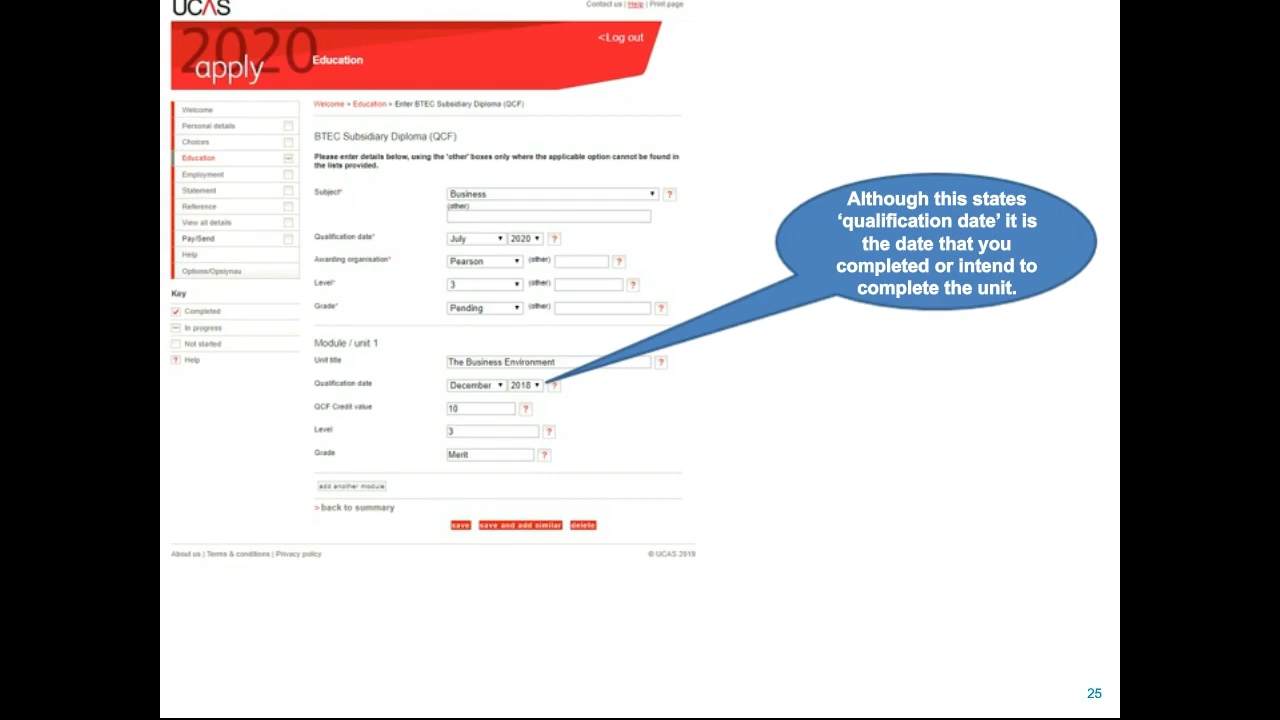 UCAS
Contact us | Help | Print page
2020
apply
Education
<Log out
Welcome
Personal details
Choices
Education
Employment
Statement
Reference
View all details
Pay/Send
Help
Options/Opsiynau
Key
Completed
In progress
Not started
? Help
Welcome > Education > Enter BTEC Subsidiary Diploma (QCF)
BTEC Subsidiary Diploma (QCF)
Please enter details below, using the 'other' boxes only where the applicable option cannot be found in
the lists provided.
Subject* Business ?
(other)
Qualification date* July 2020 ?
Awarding organisation* Pearson (other) ?
Level* 3 (other) ?
Grade* Pending (other) ?
Module / unit 1
Unit title The Business Environment ?
Qualification date December 2018 ?
QCF Credit value 10 ?
Level 3 ?
Grade Merit ?
add another module
>back to summary
save save and add similar delete
About us | Terms & conditions | Privacy policy
© UCAS 2019
Although this states
‘qualification date’ it is
the date that you
completed or intend to
complete the unit.
25